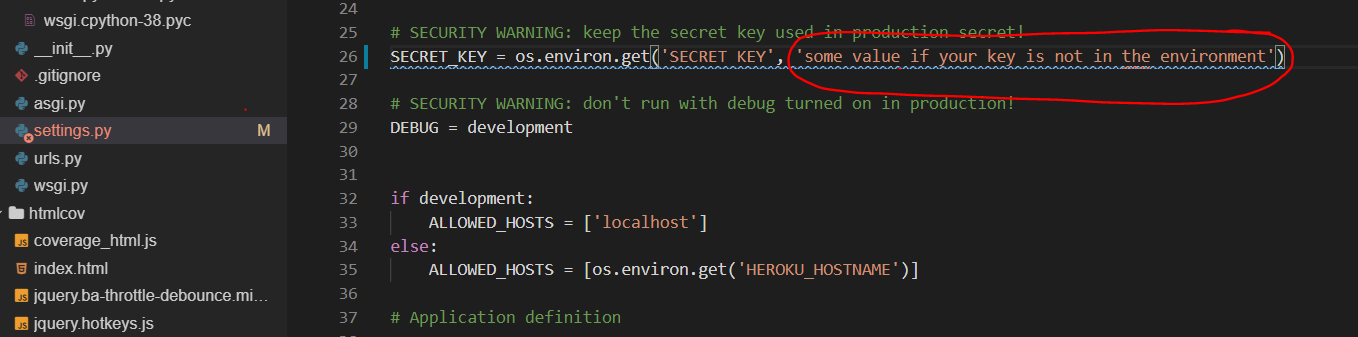 wsgi.cpython-38.pyc
__init__.py
.gitignore
asgi.py
settings.py M
urls.py
wsgi.py
htmlcov
coverage_html.js
index.html
jquery.ba-throttle-debounce.mi...
jquery.hotkeys.js
24
25 # SECURITY WARNING: keep the secret key used in production secret!
26 SECRET_KEY = os.environ.get('SECRET KEY', 'some value if your key is not in the environment')
27
28 # SECURITY WARNING: don't run with debug turned on in production!
29 DEBUG = development
30
31
32 if development:
33 ALLOWED_HOSTS = ['localhost']
34 else:
35 ALLOWED_HOSTS = [os.environ.get('HEROKU_HOSTNAME')]
36
37 # Application definition